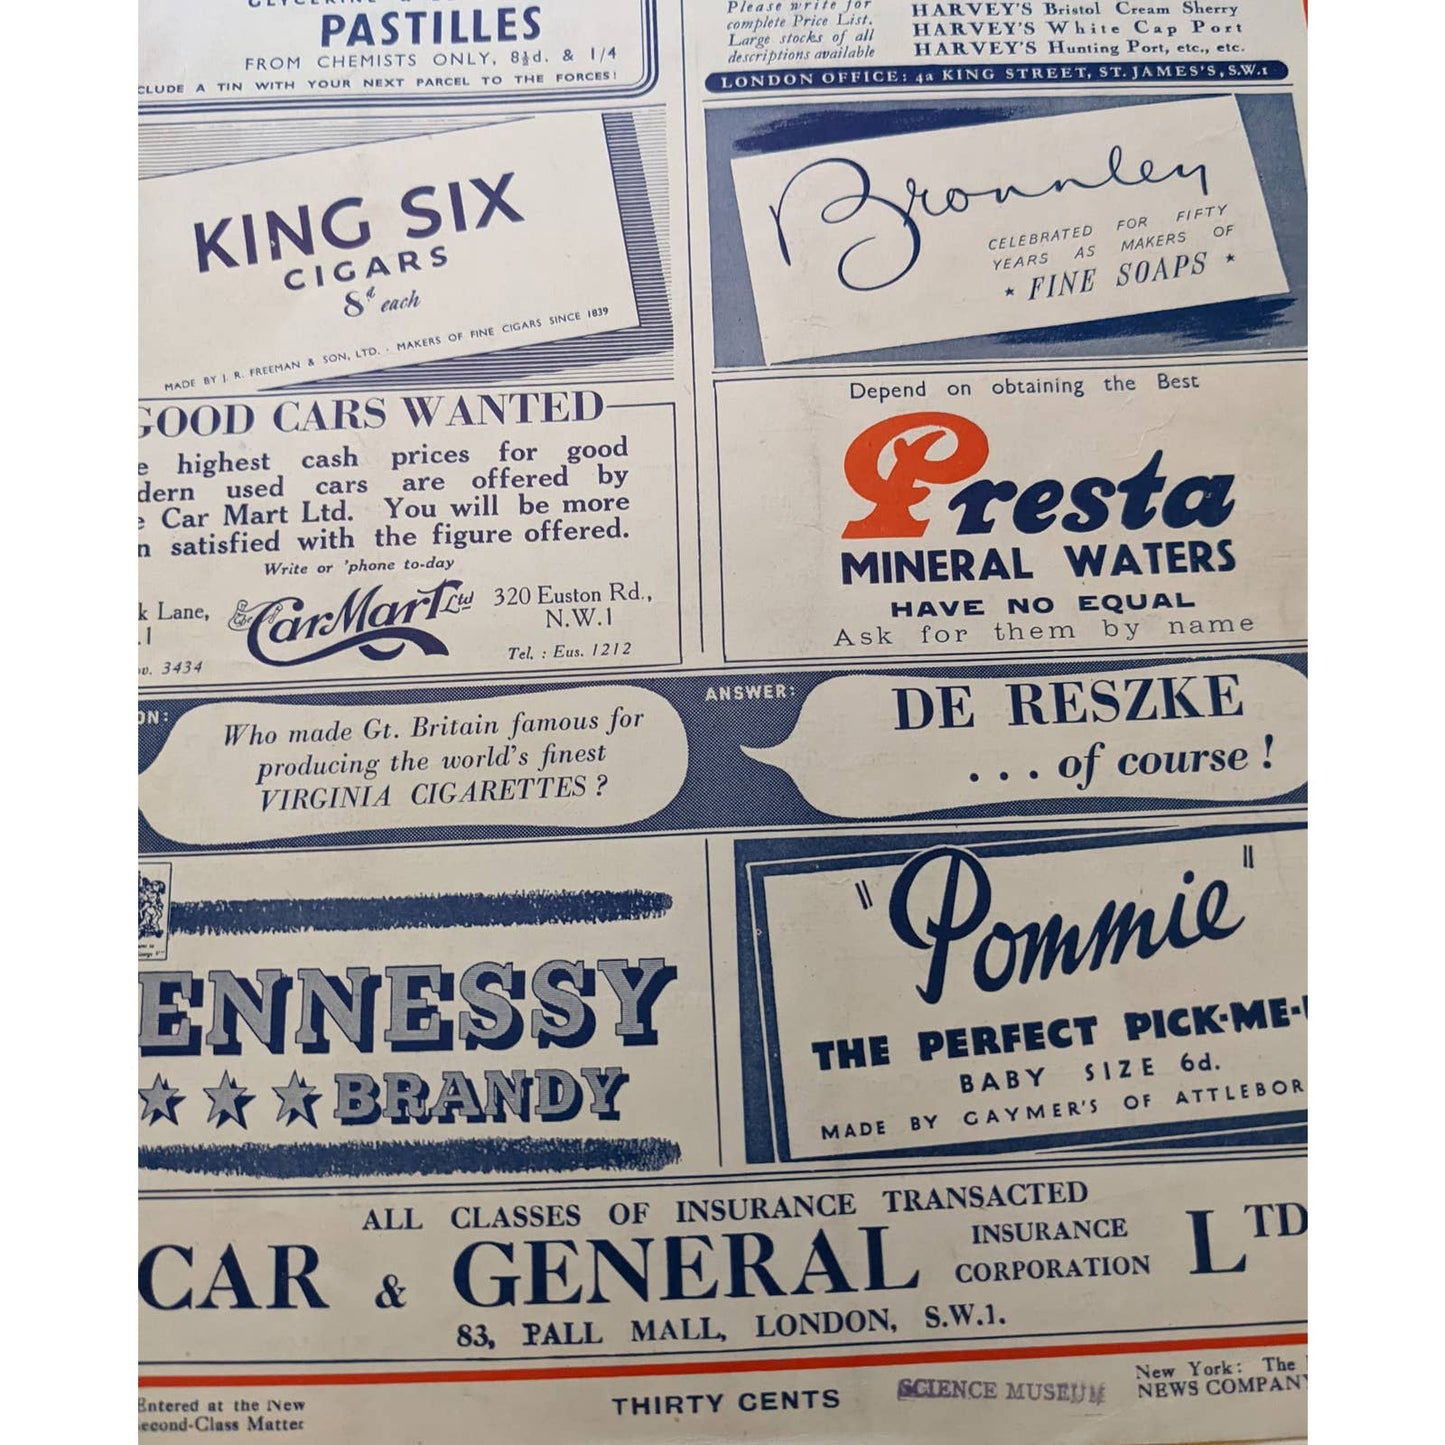 PASTILLES
FROM CHEMISTS ONLY, 8½d. & 1/4
CLUDE A TIN WITH YOUR NEXT PARCEL TO THE FORCES!
Please write for
complete Price List.
Large stocks of all
descriptions available
HARVEY'S Bristol Cream Sherry
HARVEY'S White Cap Port
HARVEY'S Hunting Port, etc., etc.
LONDON OFFICE: 4a KING STREET, ST. JAMES'S, S.W.1
KING SIX
CIGARS
8d each
MADE BY J. R. FREEMAN & SON, LTD. · MAKERS OF FINE CIGARS SINCE 1839
Bronnley
CELEBRATED FOR FIFTY
YEARS AS MAKERS OF
* FINE SOAPS *
GOOD CARS WANTED
e highest cash prices for good
dern used cars are offered by
e Car Mart Ltd. You will be more
n satisfied with the figure offered.
Write or 'phone to-day
k Lane,
.1
ov. 3434
The Car Mart Ltd
320 Euston Rd.,
N.W.1
Tel. : Eus. 1212
Depend on obtaining the Best
Presta
MINERAL WATERS
HAVE NO EQUAL
Ask for them by name
ON:
Who made Gt. Britain famous for
producing the world's finest
VIRGINIA CIGARETTES ?
ANSWER:
DE RESZKE
. . . of course !
HENNESSY
BRANDY
"Pommie"
THE PERFECT PICK-ME-U
BABY SIZE 6d.
MADE BY GAYMER'S OF ATTLEBOR
ALL CLASSES OF INSURANCE TRANSACTED
CAR & GENERAL INSURANCE CORPORATION LTD
83, PALL MALL, LONDON, S.W.1.
Entered at the New
econd-Class Matter
THIRTY CENTS
SCIENCE MUSEUM
New York: The
NEWS COMPANY